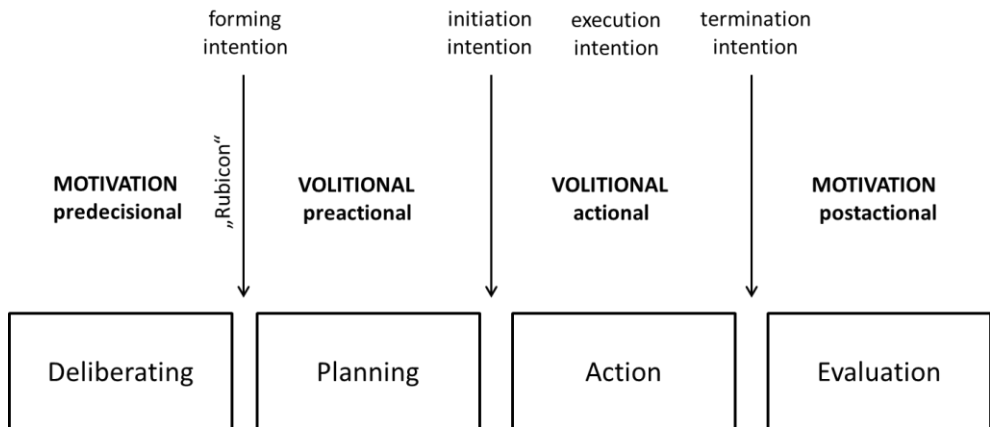 forming
intention
initiation
intention
execution
intention
termination
intention
„Rubicon“
MOTIVATION
predecisional
VOLITIONAL
preactional
VOLITIONAL
actional
MOTIVATION
postactional
Deliberating
Planning
Action
Evaluation